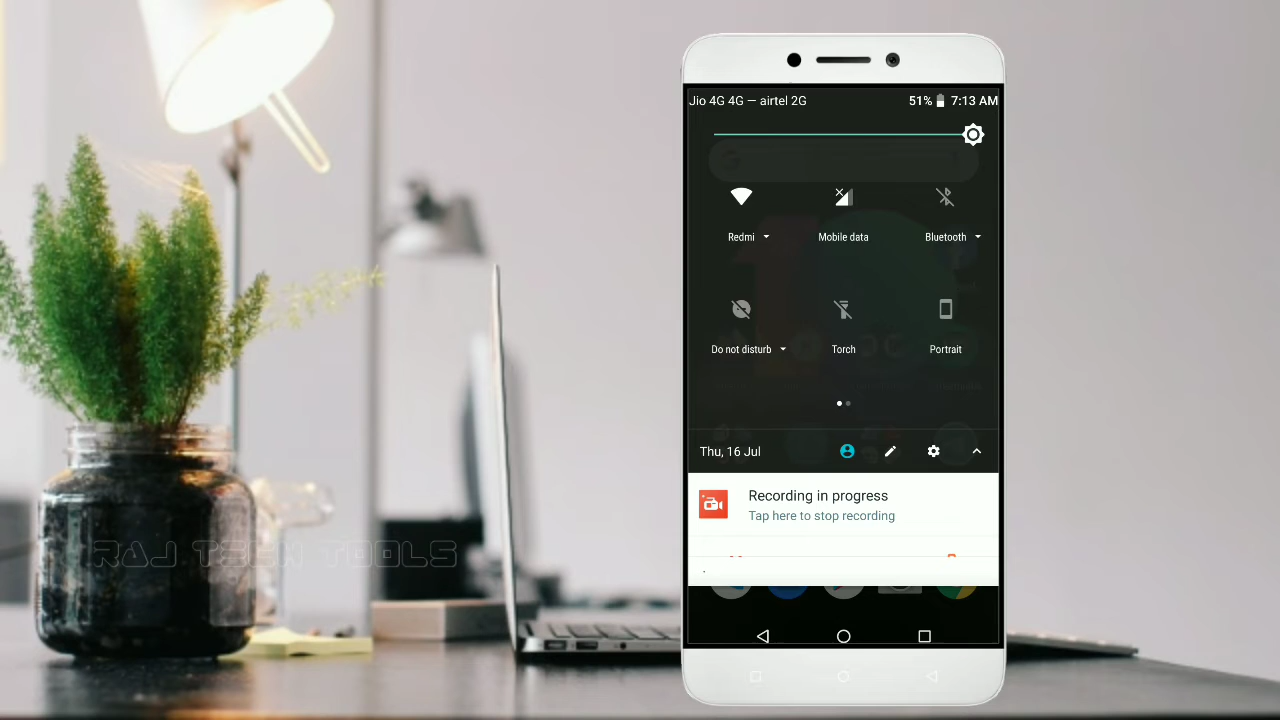 Jio 4G 4G — airtel 2G 51% 7:13 AM
Redmi Mobile data Bluetooth
Do not disturb Torch Portrait
Thu, 16 Jul
Recording in progress
Tap here to stop recording
RAJ TECH TOOLS